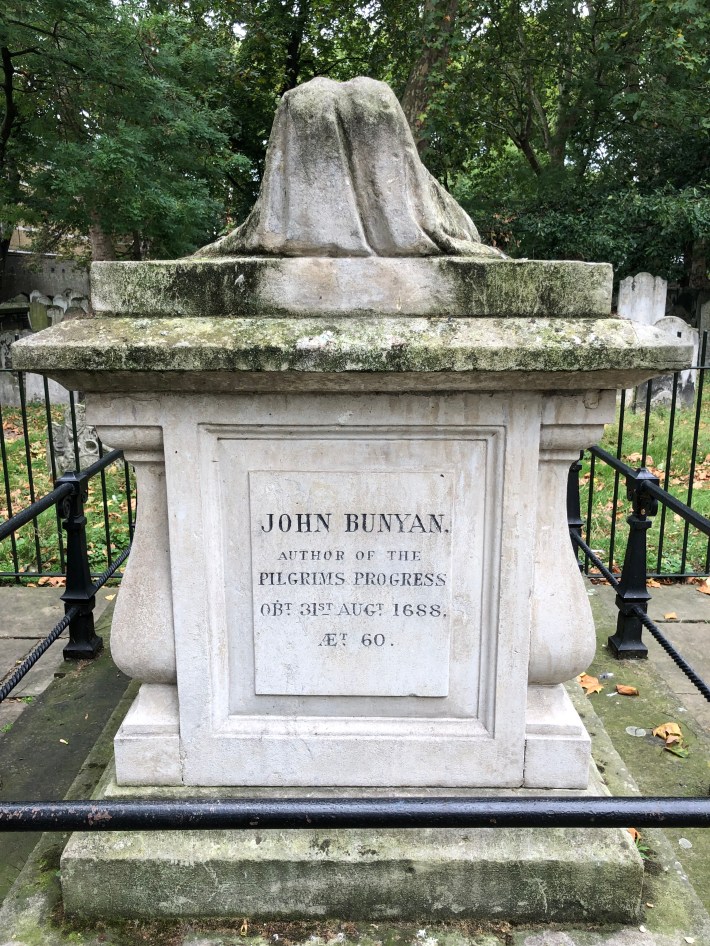 JOHN BUNYAN.
AUTHOR OF THE
PILGRIMS PROGRESS
OBT. 31ST AUGT. 1688.
ÆT. 60.